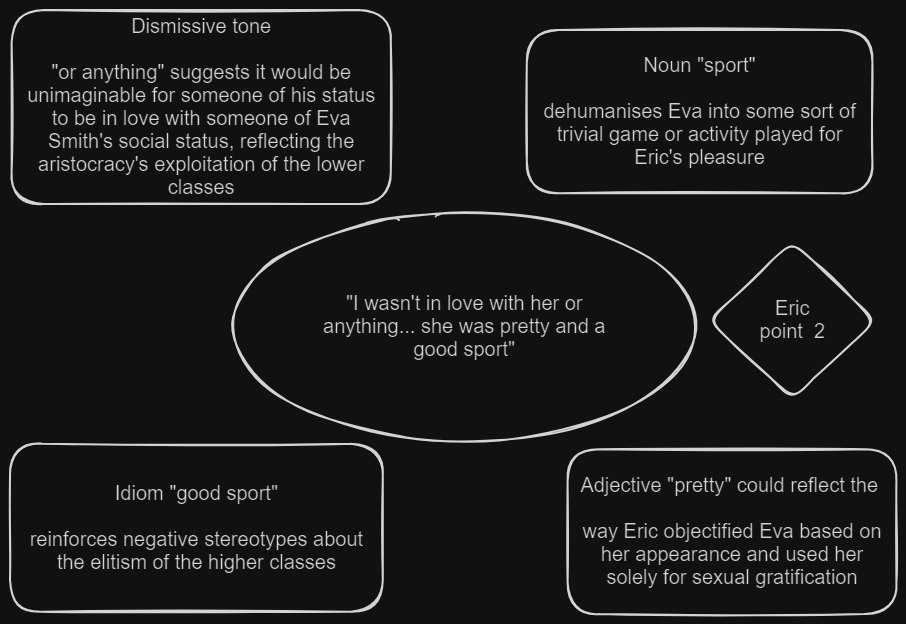 Dismissive tone
"or anything" suggests it would be
unimaginable for someone of his status
to be in love with someone of Eva
Smith's social status, reflecting the
aristocracy's exploitation of the lower
classes
Noun "sport"
dehumanises Eva into some sort of
trivial game or activity played for
Eric's pleasure
"I wasn't in love with her or
anything... she was pretty and a
good sport"
Eric
point 2
Idiom "good sport"
reinforces negative stereotypes about
the elitism of the higher classes
Adjective "pretty" could reflect the
way Eric objectified Eva based on
her appearance and used her
solely for sexual gratification